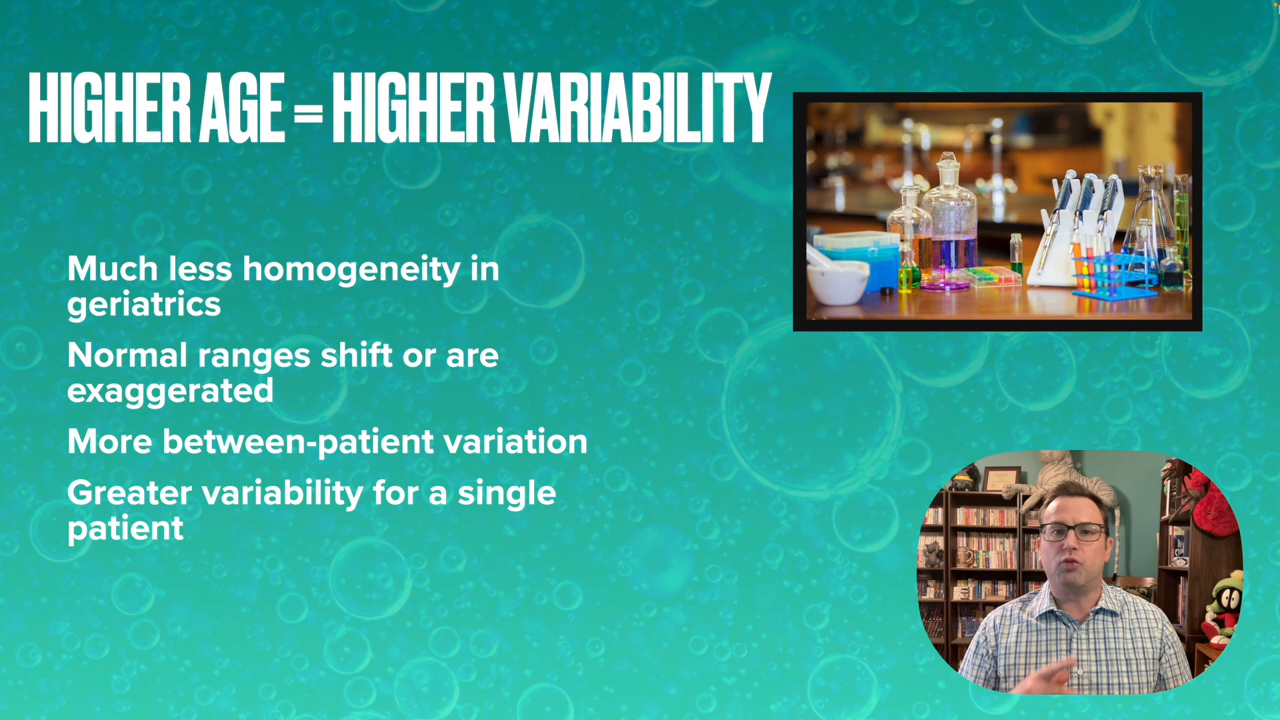 HIGHER AGE = HIGHER VARIABILITY
Much less homogeneity in
geriatrics
Normal ranges shift or are
exaggerated
More between-patient variation
Greater variability for a single
patient